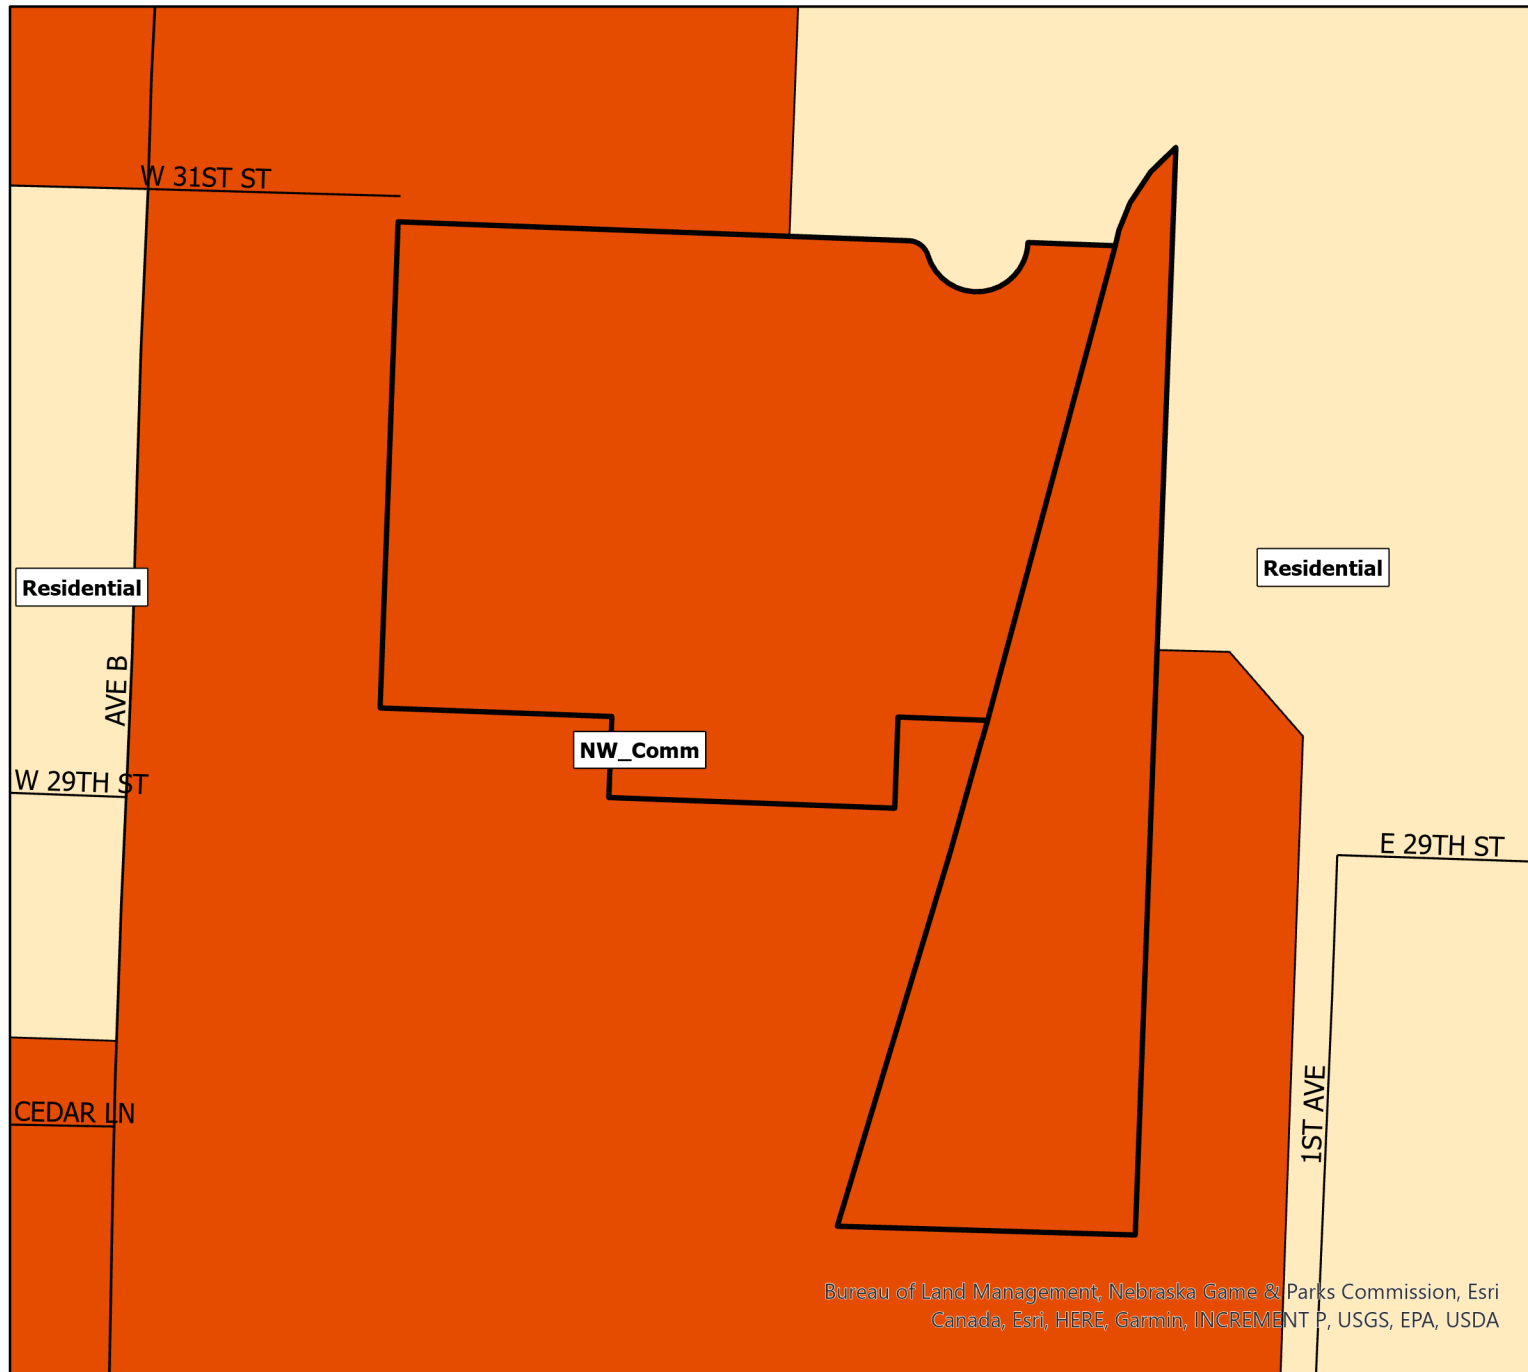 W 31ST ST
Residential
Residential
AVE B
NW_Comm
W 29TH ST
E 29TH ST
CEDAR LN
1ST AVE
Bureau of Land Management, Nebraska Game & Parks Commission, Esri
Canada, Esri, HERE, Garmin, INCREMENT P, USGS, EPA, USDA